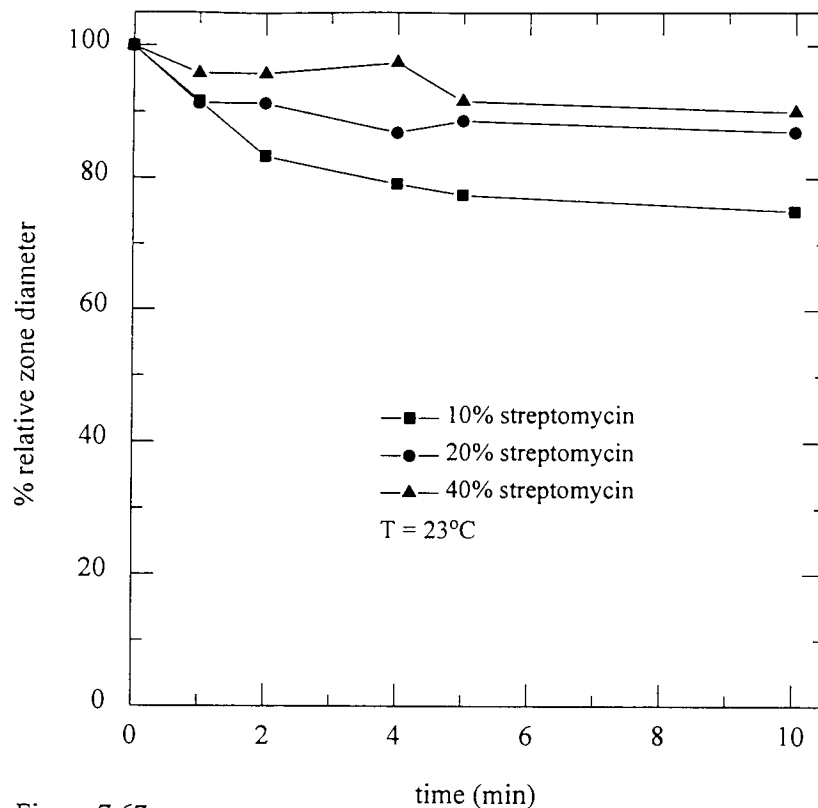 100
80
60
40
20
0
% relative zone diameter
10% streptomycin
20% streptomycin
40% streptomycin
T = 23°C
0 2 4 6 8 10
time (min)